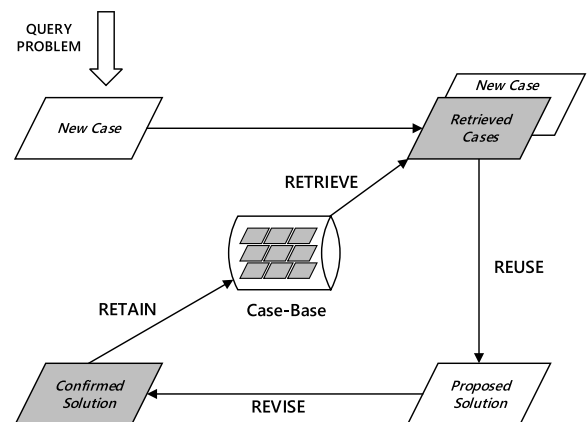 QUERY
PROBLEM
New Case
New Case
Retrieved
Cases
RETRIEVE
REUSE
RETAIN
Case-Base
Confirmed
Solution
REVISE
Proposed
Solution